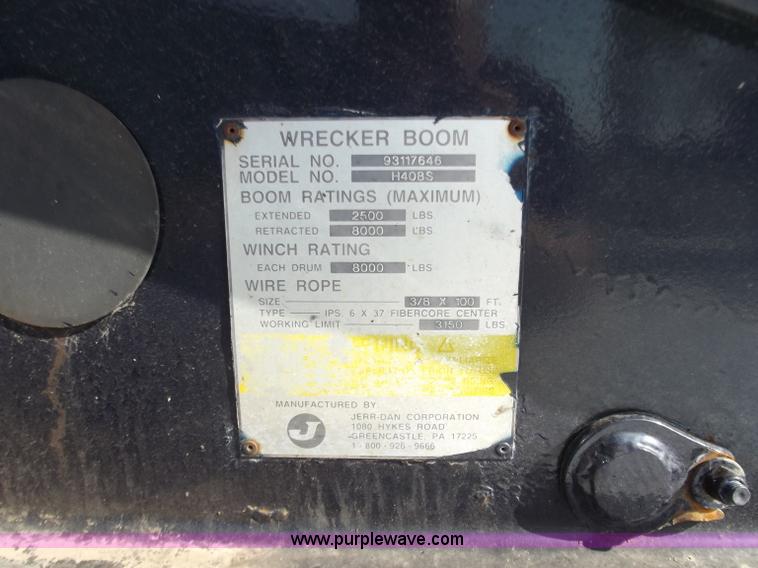 WRECKER BOOM
SERIAL NO. 93117646
MODEL NO. H40BS
BOOM RATINGS (MAXIMUM)
EXTENDED 2500 LBS.
RETRACTED 8000 LBS.
WINCH RATING
EACH DRUM 8000 LBS
WIRE ROPE
SIZE 3/8 X 100 FT.
TYPE IPS 6 X 37 FIBERCORE CENTER
WORKING LIMIT 3150 LBS.
MANUFACTURED BY
J
JERR-DAN CORPORATION
1080 HYKES ROAD
GREENCASTLE, PA 17225
1-800-926-9666
www.purplewave.com